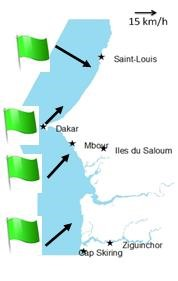 15 km/h
Saint-Louis
Dakar
Mbour
Iles du Saloum
Ziguinchor
Cap Skiring